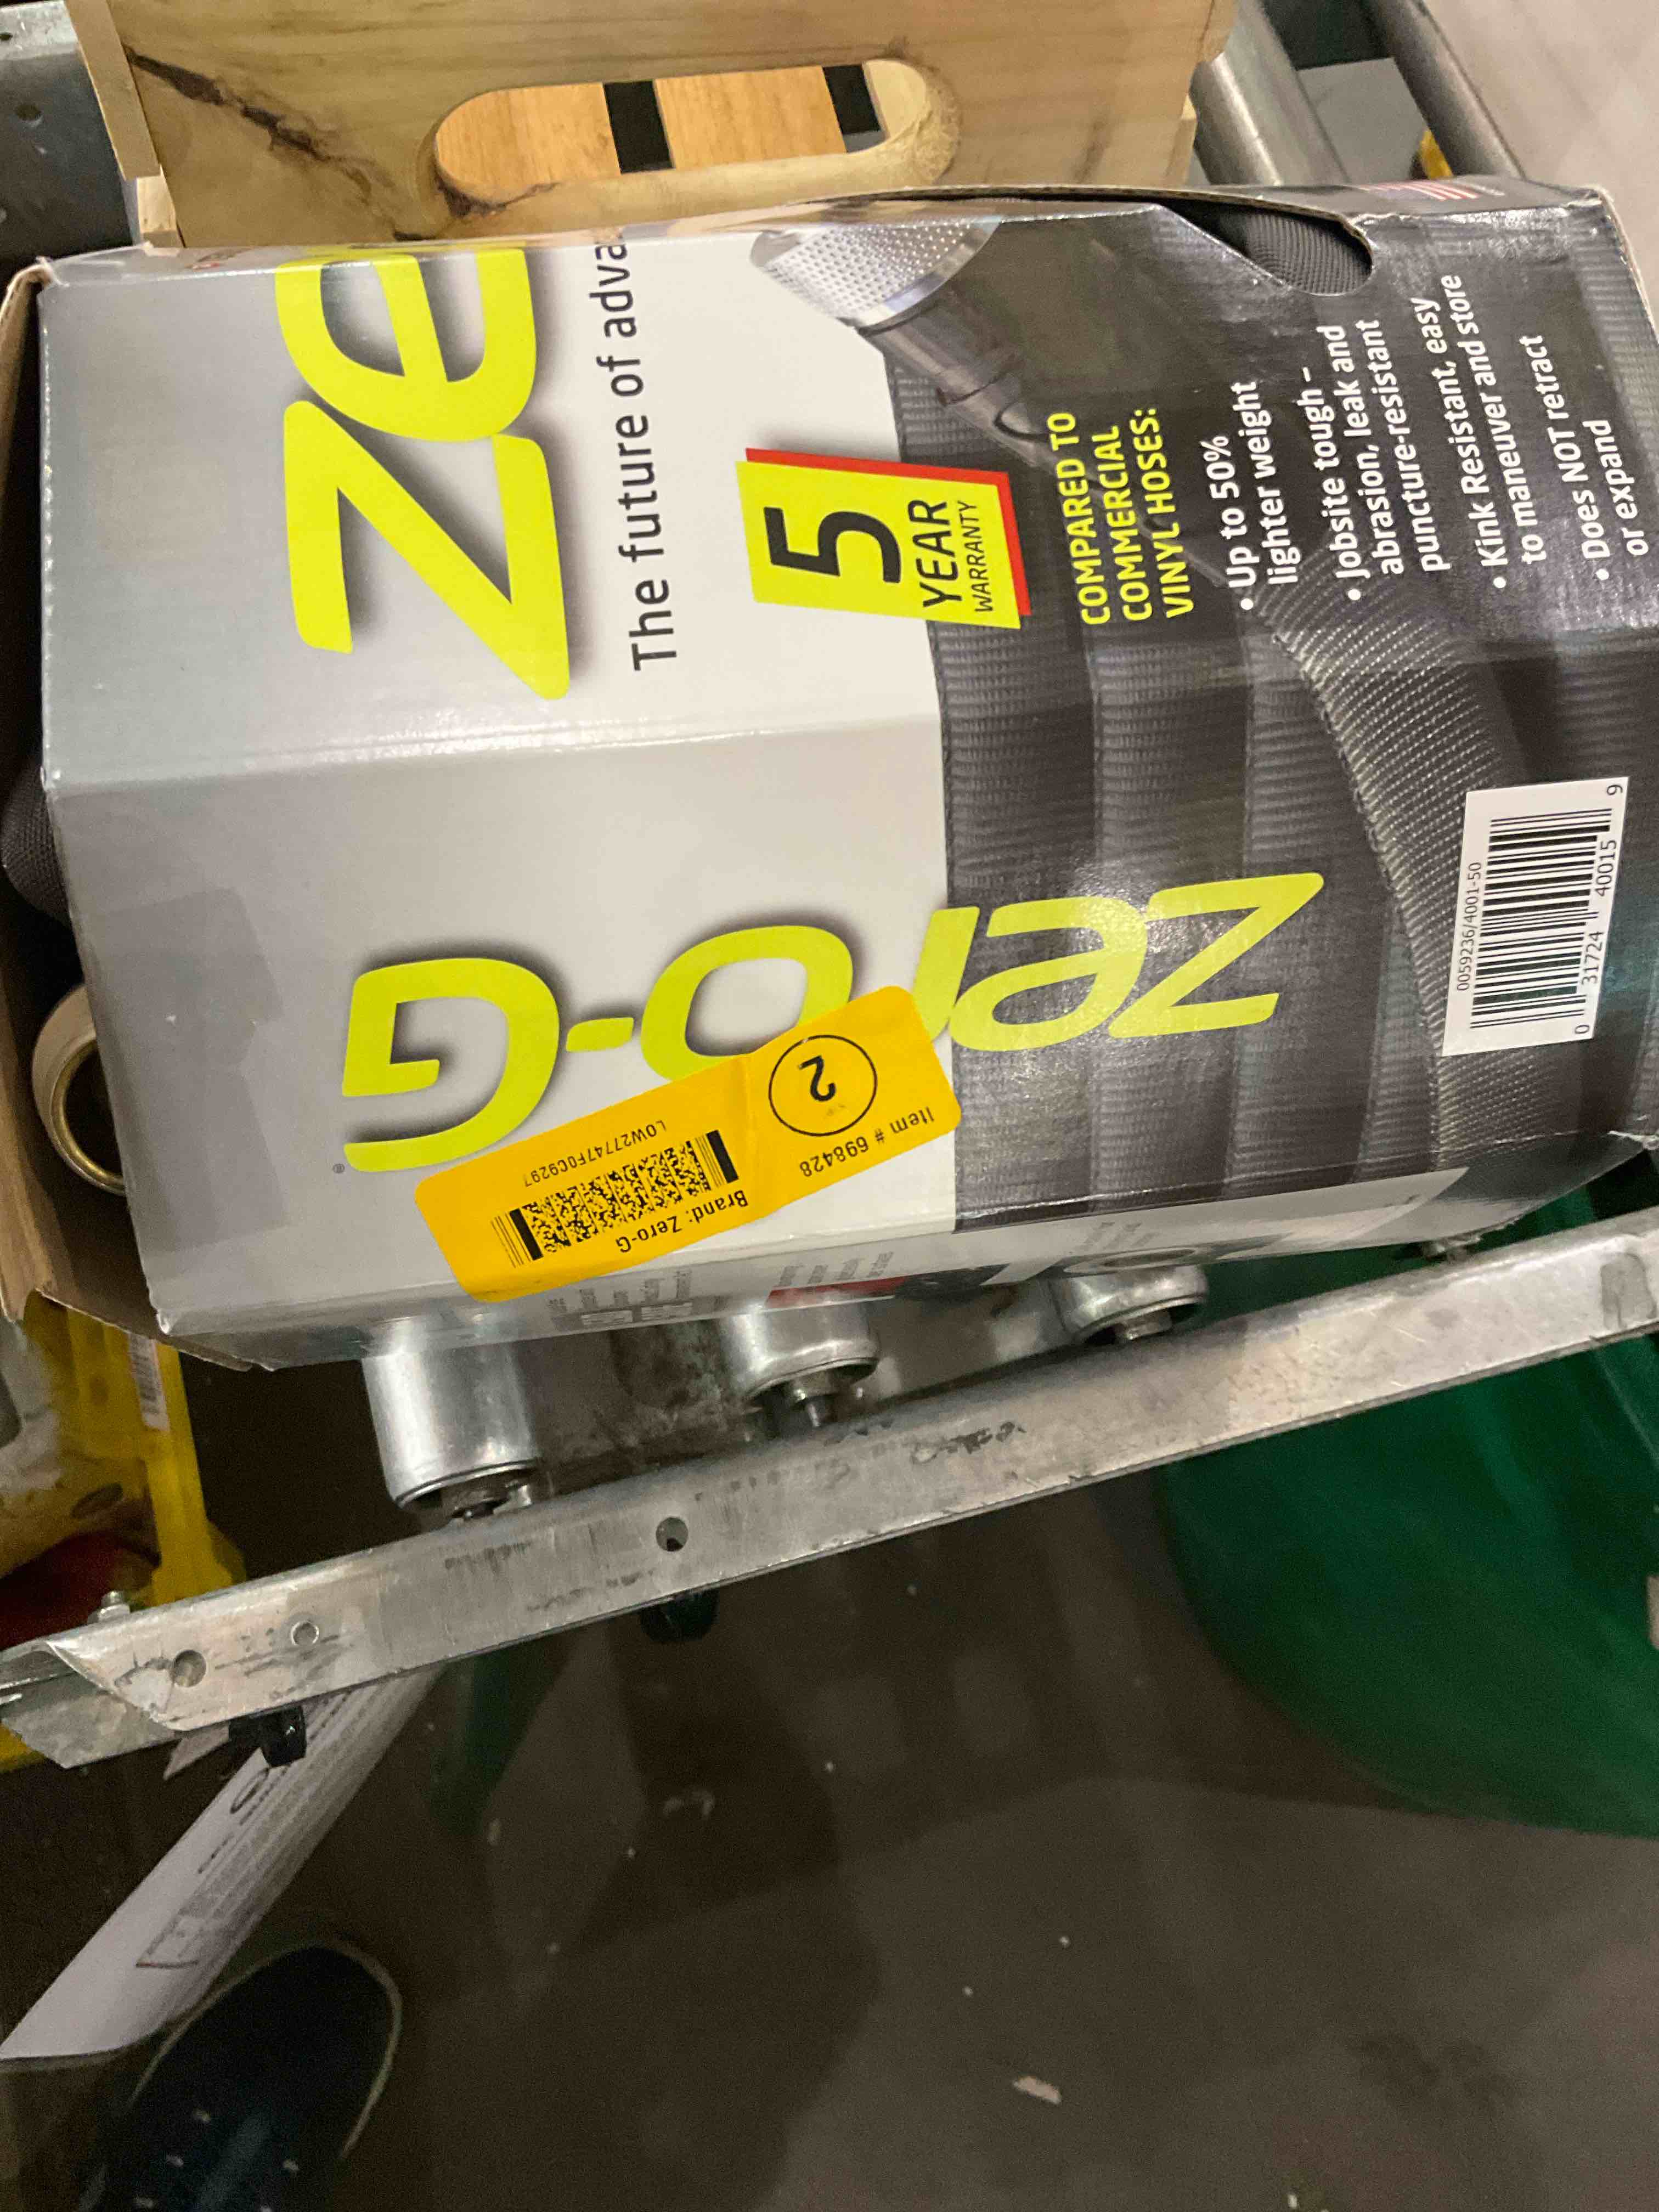 ze
The future of adva
5
YEAR
WARRANTY
COMPARED TO
COMMERCIAL
VINYL HOSES:
• Up to 50%
lighter weight
• Jobsite tough –
abrasion, leak and
puncture-resistant
• Kink Resistant, easy
to maneuver and store
• Does NOT retract
or expand
zero-G®
2
Item # 698428
LOW27747F0C9297
Brand: Zero-G
0059236/4001-50
0 31724 40015 9